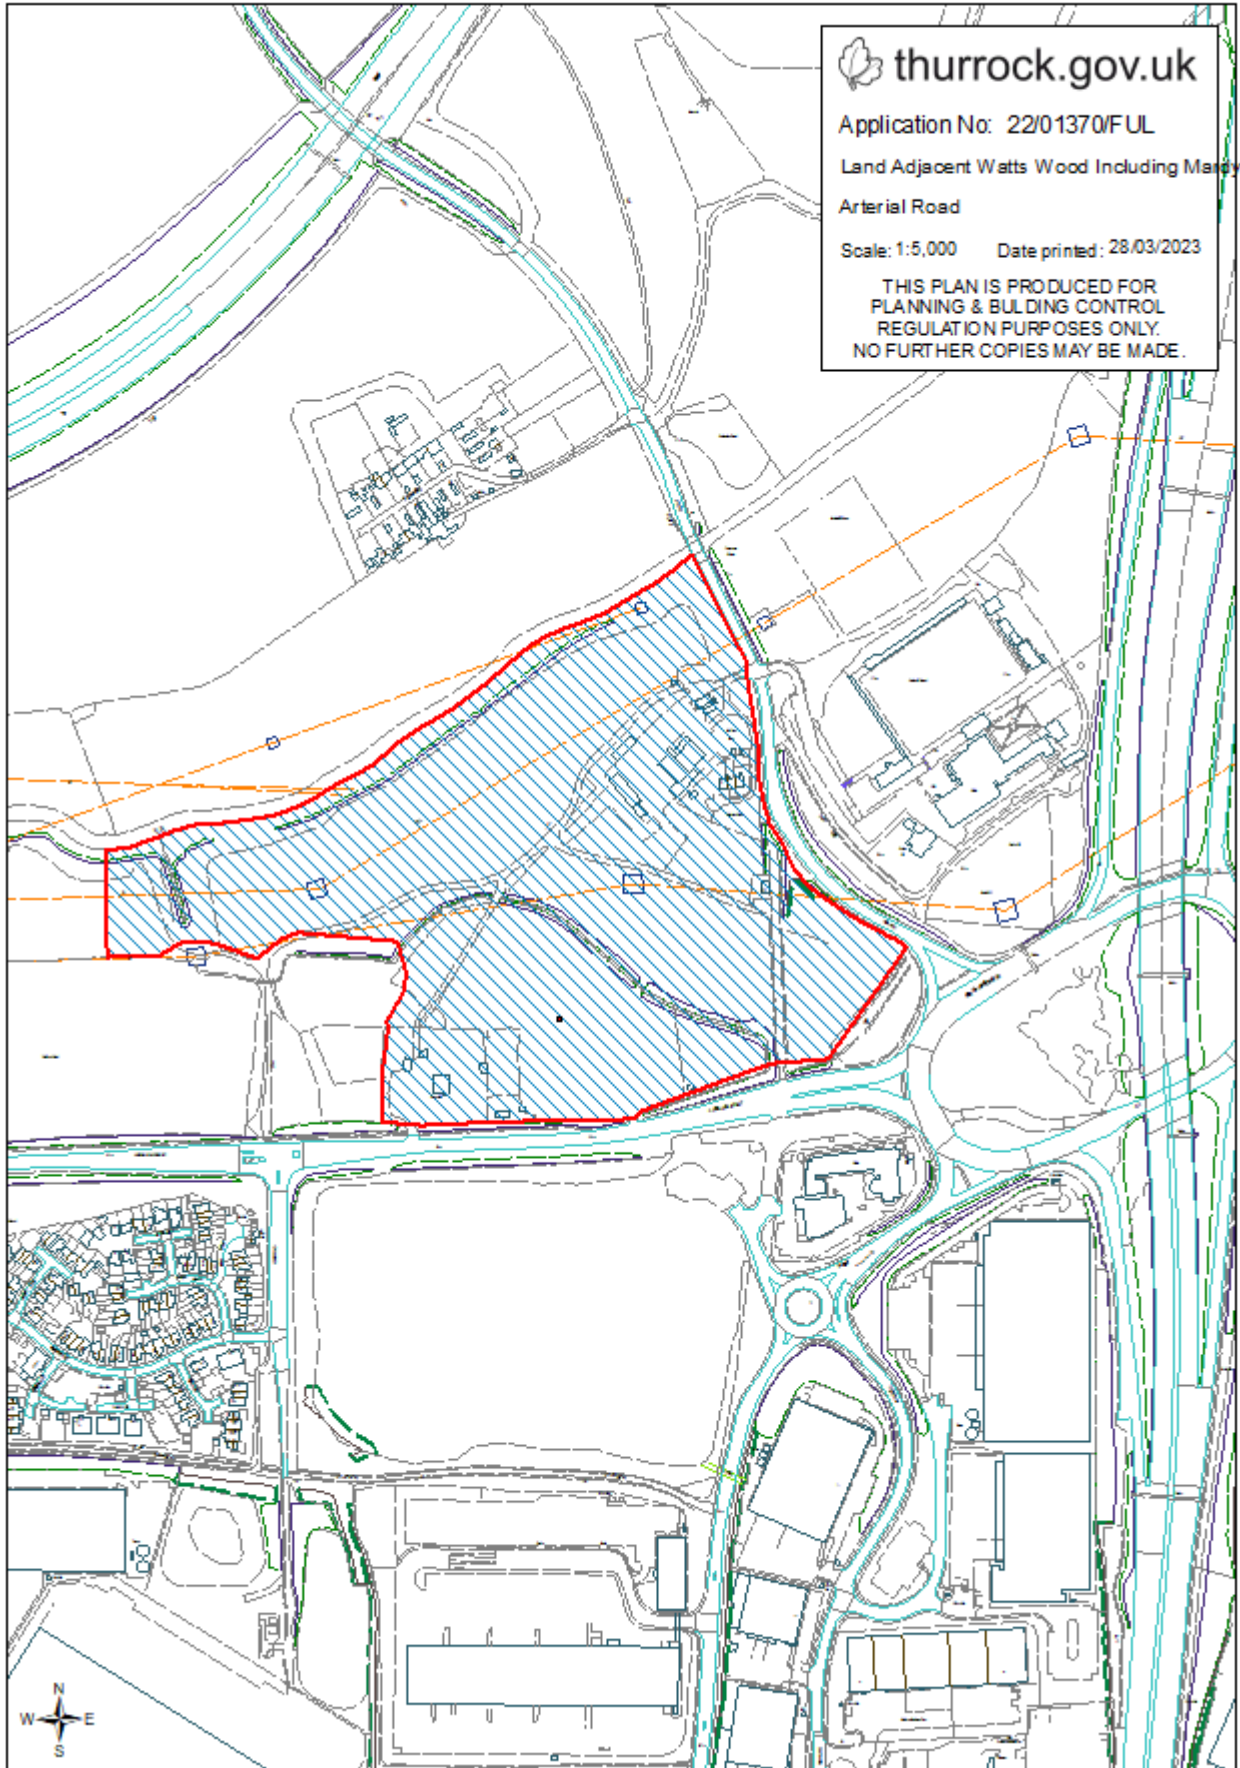 thurrock.gov.uk
Application No: 22/01370/FUL
Land Adjacent Watts Wood Including Mardy
Arterial Road
Scale: 1:5,000 Date printed: 28/03/2023
THIS PLAN IS PRODUCED FOR
PLANNING & BULDING CONTROL
REGULATION PURPOSES ONLY.
NO FURTHER COPIES MAY BE MADE.
N
W E
S